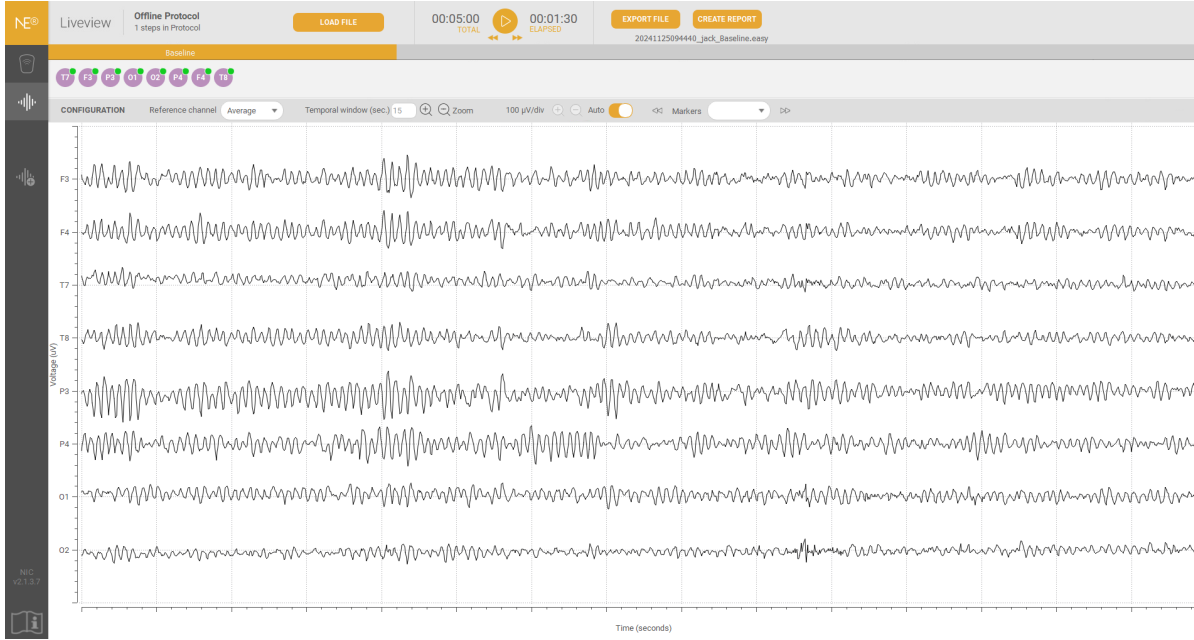 NE®
Liveview
Offline Protocol
1 steps in Protocol
LOAD FILE
00:05:00
TOTAL
00:01:30
ELAPSED
EXPORT FILE
CREATE REPORT
20241125094440_jack_Baseline.easy
Baseline
T7 F3 P3 O1 O2 P4 F4 T8
CONFIGURATION Reference channel Average Temporal window (sec.) 15 Zoom 100 µV/div Auto Markers
F3
F4
T7
T8
Voltage (uV)
P3
P4
O1
O2
Time (seconds)
NIC
v2.1.3.7